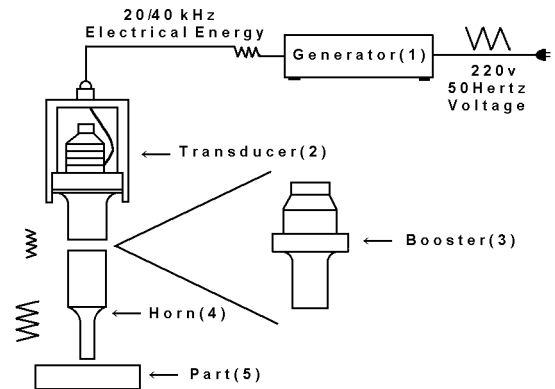 20/40 kHz
Electrical Energy
Generator(1)
220v
50Hertz
Voltage
Transducer(2)
Booster(3)
Horn(4)
Part(5)